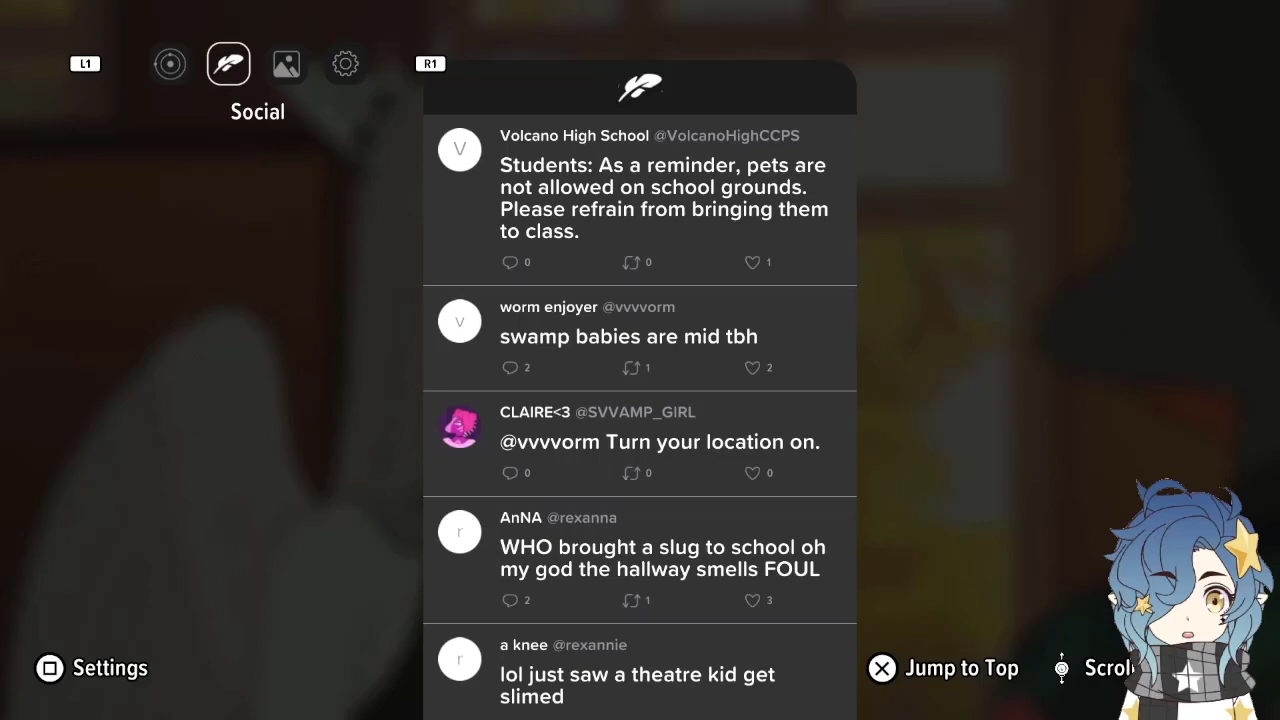 L1
R1
Social
Volcano High School @VolcanoHighCCPS
V
Students: As a reminder, pets are
not allowed on school grounds.
Please refrain from bringing them
to class.
0 0 1
worm enjoyer @vvvvorm
v
swamp babies are mid tbh
2 1 2
CLAIRE<3 @SVVAMP_GIRL
@vvvvorm Turn your location on.
0 0 0
AnNA @rexanna
r
WHO brought a slug to school oh
my god the hallway smells FOUL
2 1 3
a knee @rexannie
r
lol just saw a theatre kid get
slimed
Settings
Jump to Top
Scrol